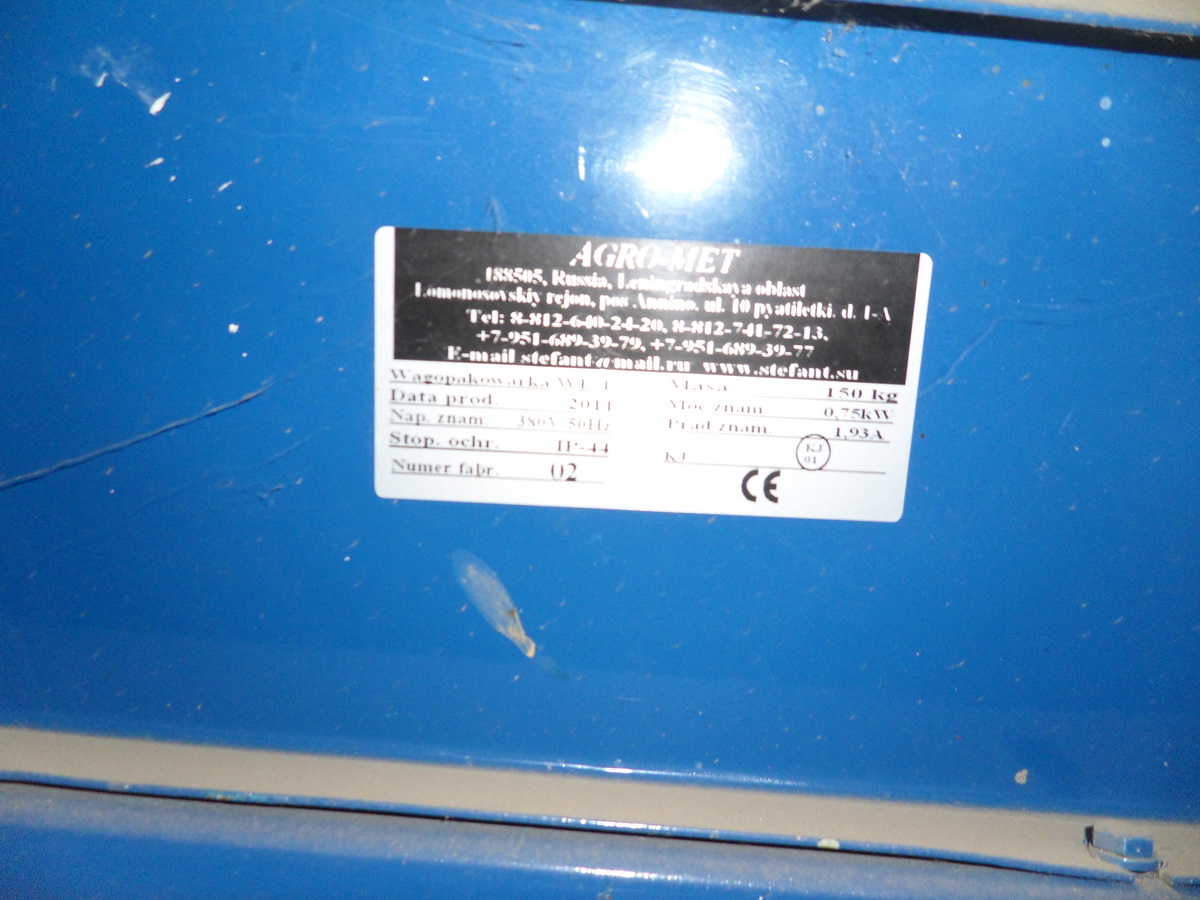 AGRO-MET
188505, Russia, Leningradskaya oblast
Lomonosovskiy rejon, pos Annino. ul. 10 pyatiletki. d. 1-A
Tel: 8-812-640-24-20, 8-812-741-72-13,
+7-951-689-39-79, +7-951-689-39-77
E-mail stefant@mail.ru www.stefant.su
Wagopakowarka
Data prod. 2011
Nap. znam. 380V 50Hz
Stop. ochr. IP-44
Numer fabr. 02
Masa 150 kg
Moc znam. 0,75kW
Prąd znam. 1,93A
KJ KJ 01
CE